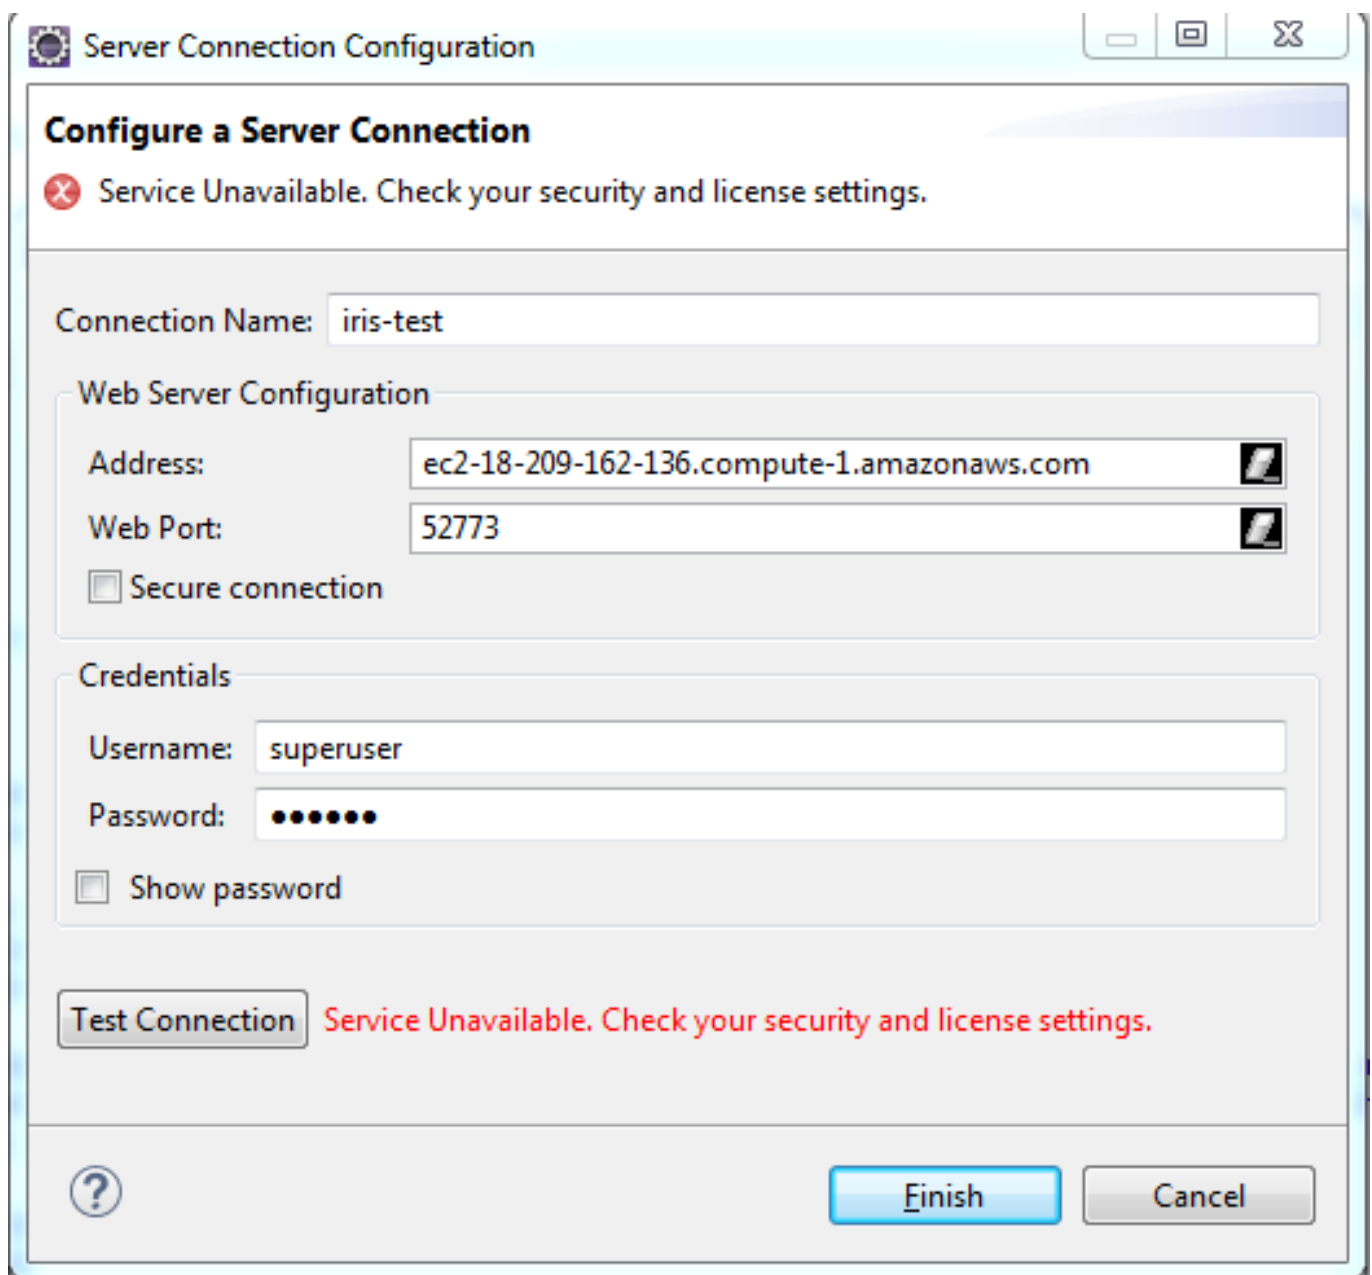 Server Connection Configuration
Configure a Server Connection
Service Unavailable. Check your security and license settings.
Connection Name: iris-test
Web Server Configuration
Address: ec2-18-209-162-136.compute-1.amazonaws.com
Web Port: 52773
Secure connection
Credentials
Username: superuser
Password: ••••••
Show password
Test Connection Service Unavailable. Check your security and license settings.
? Finish Cancel